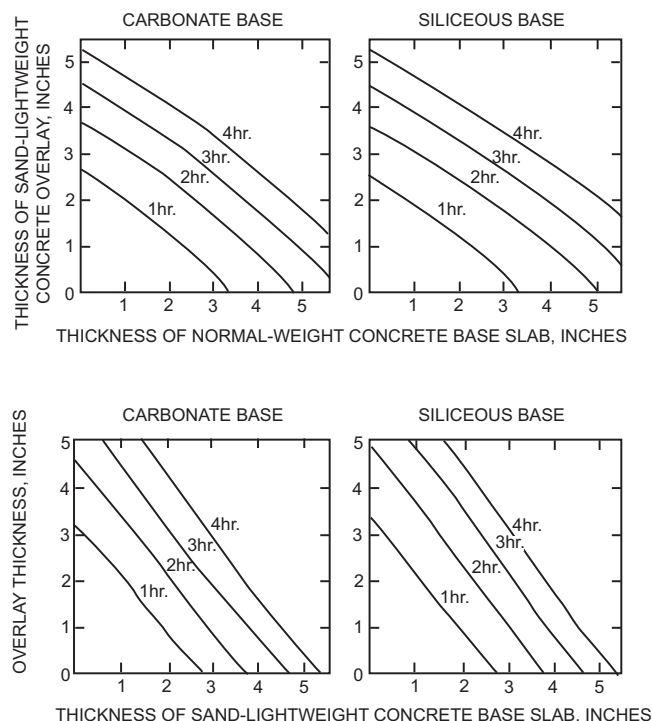 CARBONATE BASE
SILICEOUS BASE
THICKNESS OF SAND-LIGHTWEIGHT
CONCRETE OVERLAY, INCHES
5
4
3
2
1
0
4hr.
3hr.
2hr.
1hr.
1 2 3 4 5
5
4
3
2
1
0
4hr.
3hr.
2hr.
1hr.
1 2 3 4 5
THICKNESS OF NORMAL-WEIGHT CONCRETE BASE SLAB, INCHES
CARBONATE BASE
SILICEOUS BASE
OVERLAY THICKNESS, INCHES
5
4
3
2
1
0
4hr.
3hr.
2hr.
1hr.
1 2 3 4 5
5
4
3
2
1
0
4hr.
3hr.
2hr.
1hr.
1 2 3 4 5
THICKNESS OF SAND-LIGHTWEIGHT CONCRETE BASE SLAB, INCHES